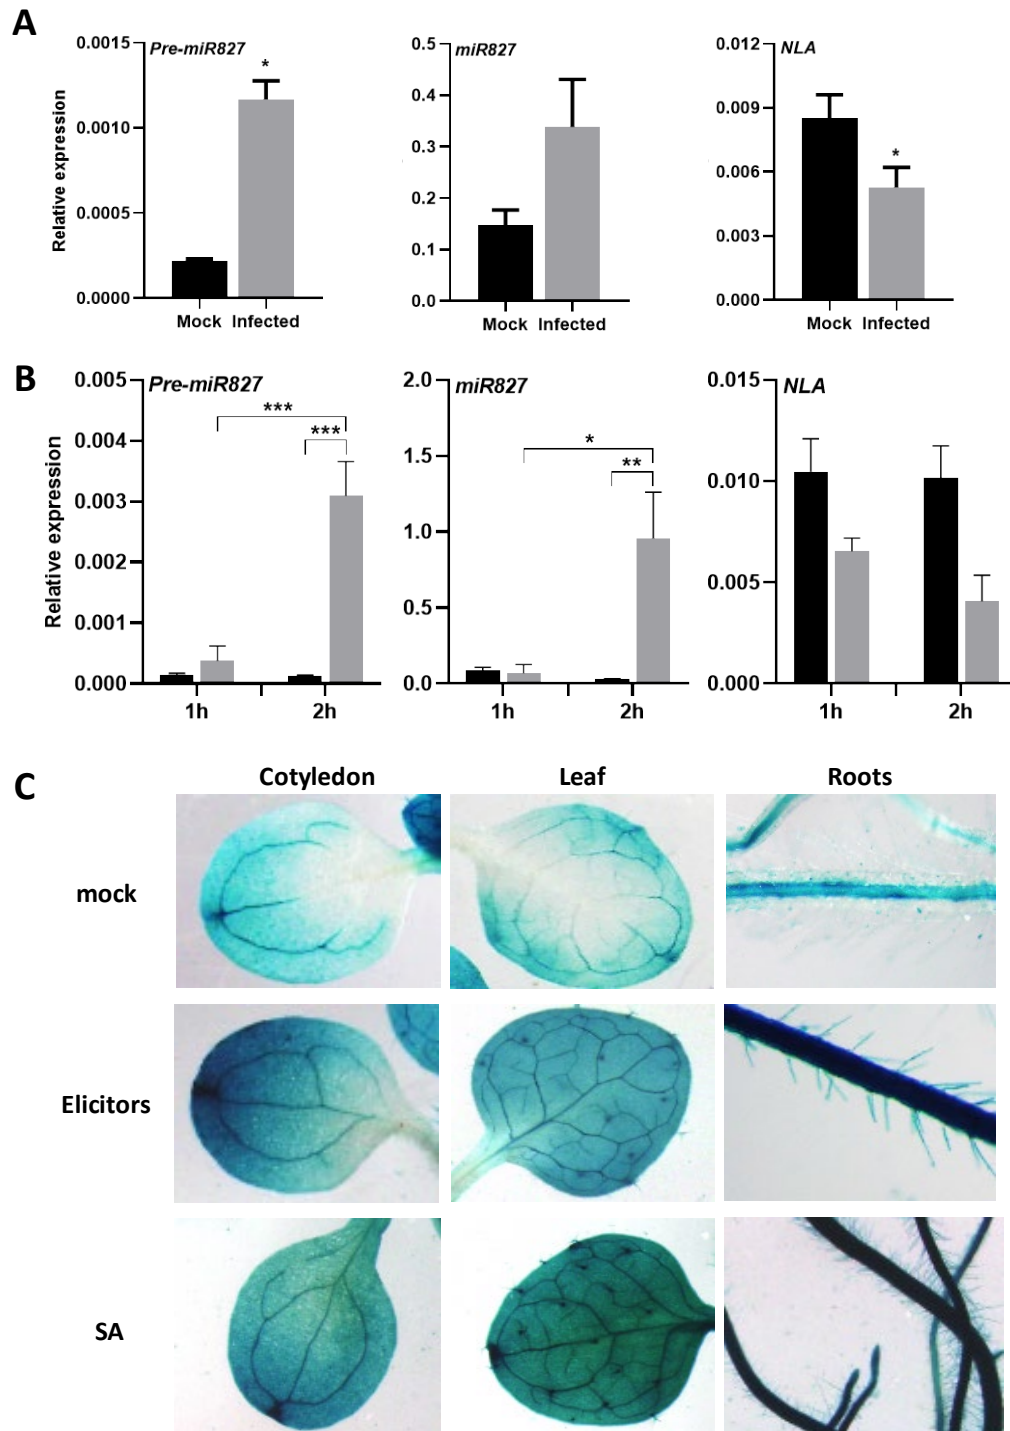 A
Pre-miR827
0.0015
0.0010
0.0005
0.0000
Relative expression
*
Mock Infected
miR827
0.5
0.4
0.3
0.2
0.1
0.0
Mock Infected
NLA
0.012
0.009
0.006
0.003
0.000
*
Mock Infected
B
Pre-miR827
0.005
0.004
0.003
0.002
0.001
0.000
Relative expression
***
***
1h 2h
miR827
2.0
1.5
1.0
0.5
0.0
*
**
1h 2h
NLA
0.015
0.010
0.005
0.000
1h 2h
C
Cotyledon Leaf Roots
mock
Elicitors
SA